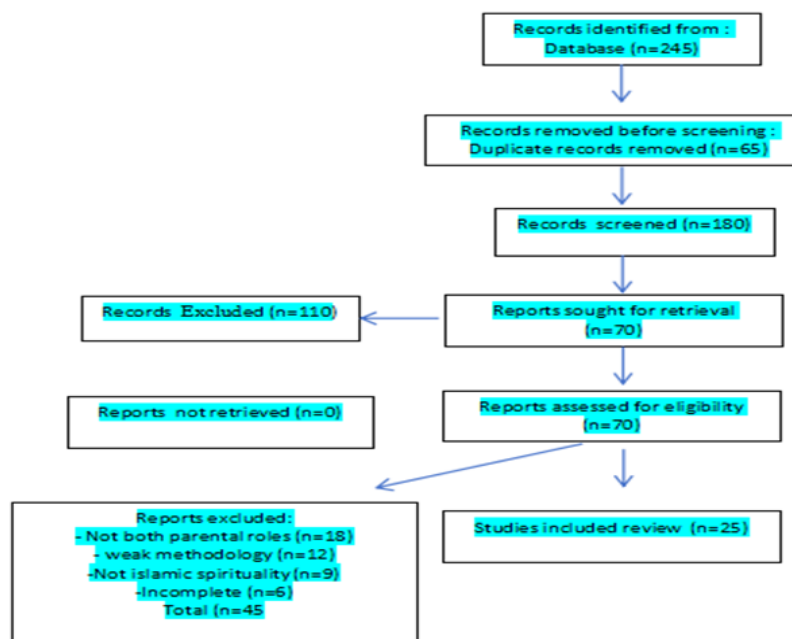 Records identified from :
Database (n=245)
Records removed before screening :
Duplicate records removed (n=65)
Records screened (n=180)
Records Excluded (n=110)
Reports sought for retrieval
(n=70)
Reports not retrieved (n=0)
Reports assessed for eligibility
(n=70)
Reports excluded:
- Not both parental roles (n=18)
- weak methodology (n=12)
-Not islamic spirituality (n=9)
-Incomplete (n=6)
Total (n=45
Studies included review (n=25)